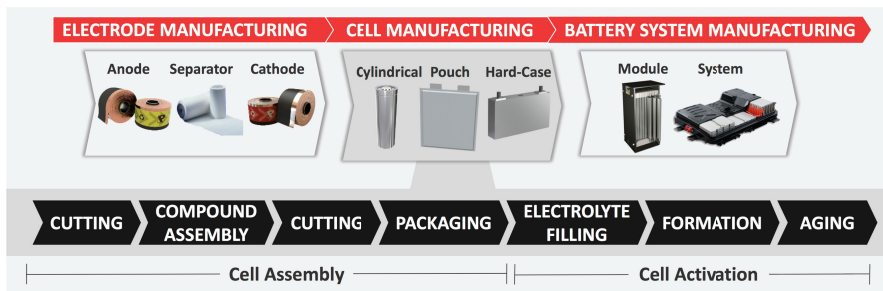 ELECTRODE MANUFACTURING
CELL MANUFACTURING
BATTERY SYSTEM MANUFACTURING
Anode
Separator
Cathode
Cylindrical
Pouch
Hard-Case
Module
System
CUTTING
COMPOUND
ASSEMBLY
CUTTING
PACKAGING
ELECTROLYTE
FILLING
FORMATION
AGING
Cell Assembly
Cell Activation